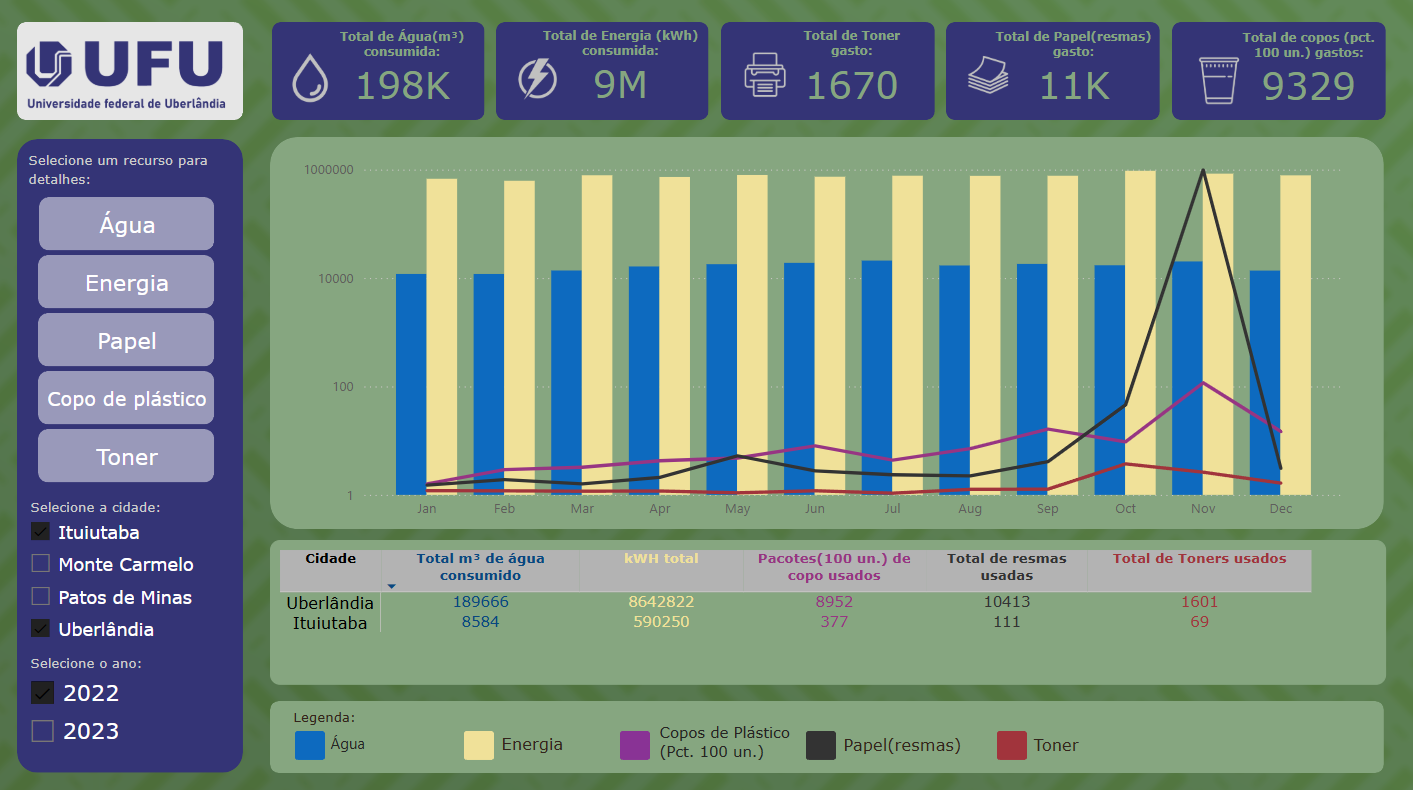 UFU
Universidade federal de Uberlândia
Total de Água(m³)
consumida:
198K
Total de Energia (kWh)
consumida:
9M
Total de Toner
gasto:
1670
Total de Papel(resmas)
gasto:
11K
Total de copos (pct.
100 un.) gastos:
9329
Selecione um recurso para
detalhes:
Água
Energia
Papel
Copo de plástico
Toner
Selecione a cidade:
Ituiutaba
Monte Carmelo
Patos de Minas
Uberlândia
Selecione o ano:
2022
2023
1000000
10000
100
1
Jan Feb Mar Apr May Jun Jul Aug Sep Oct Nov Dec
Cidade Total m³ de água kWH total Pacotes(100 un.) de Total de resmas Total de Toners usados
consumido copo usados usadas
Uberlândia 189666 8642822 8952 10413 1601
Ituiutaba 8584 590250 377 111 69
Legenda:
Água
Energia
Copos de Plástico
(Pct. 100 un.)
Papel(resmas)
Toner